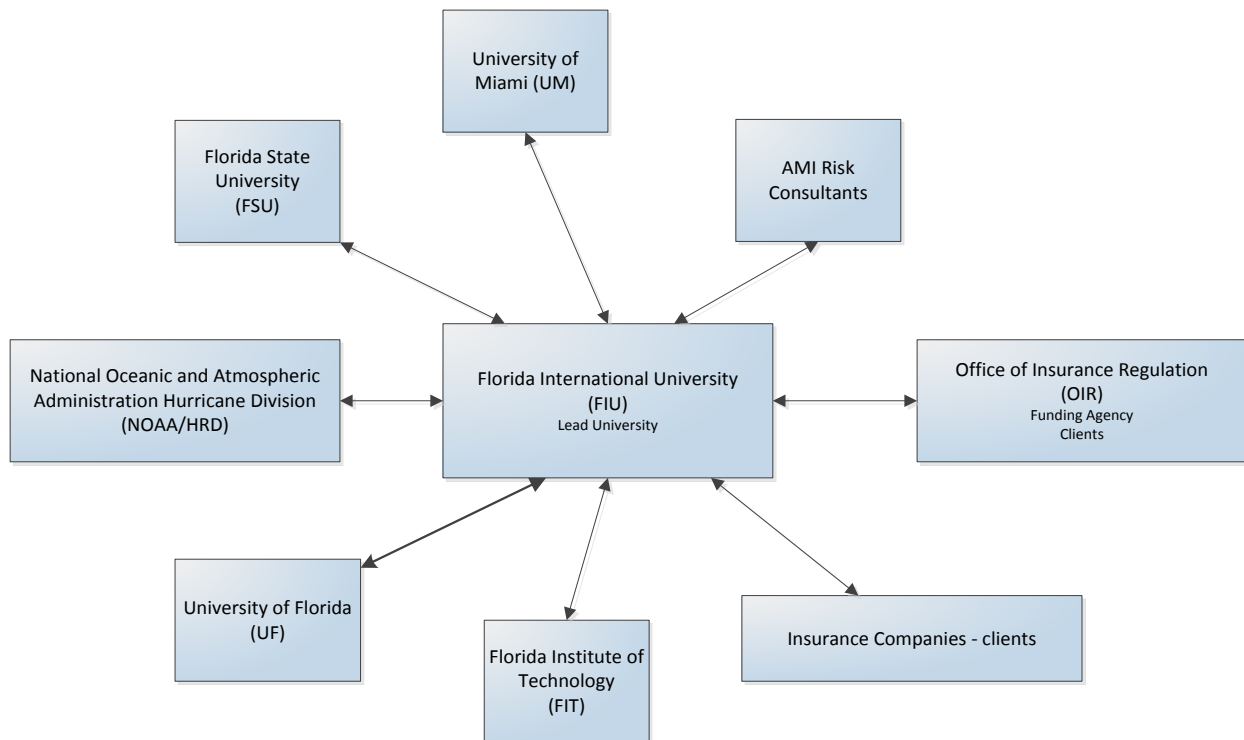 University of
Miami (UM)
Florida State
University
(FSU)
AMI Risk
Consultants
National Oceanic and Atmospheric
Administration Hurricane Division
(NOAA/HRD)
Florida International University
(FIU)
Lead University
Office of Insurance Regulation
(OIR)
Funding Agency
Clients
University of Florida
(UF)
Florida Institute of
Technology
(FIT)
Insurance Companies - clients